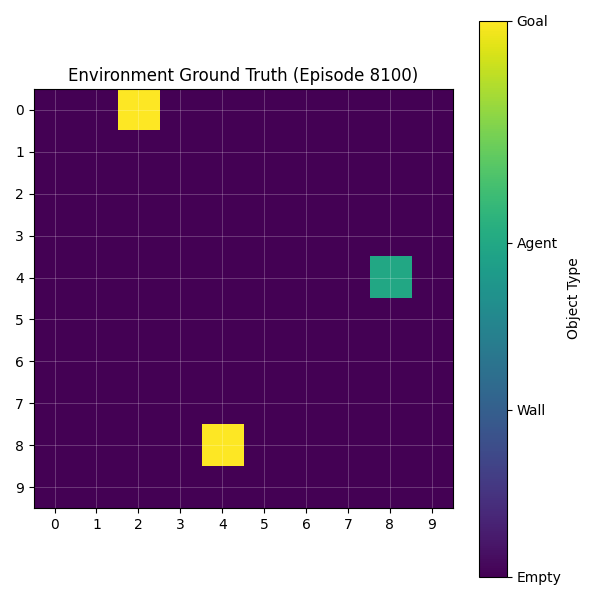 Environment Ground Truth (Episode 8100)
Goal
0
1
2
3
Agent
4
5
Object Type
6
7
Wall
8
9
0 1 2 3 4 5 6 7 8 9
Empty